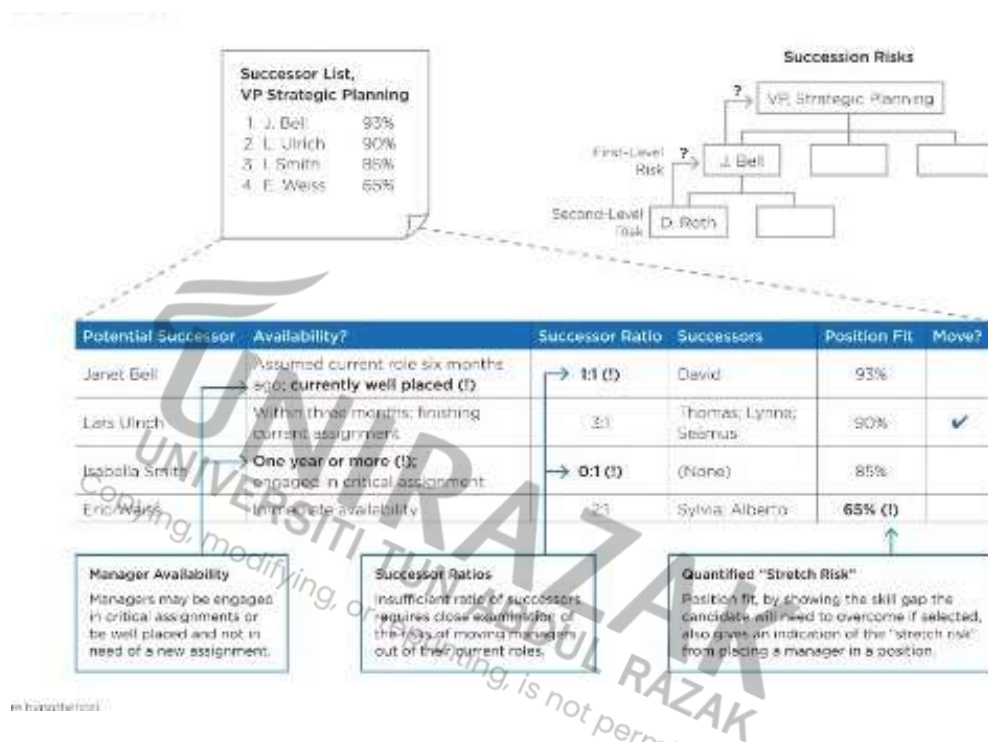 Successor List,
VP Strategic Planning
1. J. Bell 93%
2. L. Ulrich 90%
3. I. Smith 85%
4. E. Weiss 65%
Succession Risks
?
VP, Strategic Planning
First-Level
Risk
?
J. Bell
Second-Level
Risk
D. Roth
Potential Successor Availability? Successor Ratio Successors Position Fit Move?
Janet Bell Assumed current role six months
ago; currently well placed (!) 1:1 (!) David 93%
Lars Ulrich Within three months; finishing
current assignment 3:1 Thomas; Lynne;
Seamus 90% ✔
Isabella Smith One year or more (!);
engaged in critical assignment 0:1 (!) (None) 85%
Eric Weiss Immediate availability 2:1 Sylvia; Alberto 65% (!)
Manager Availability
Managers may be engaged
in critical assignments or
be well placed and not in
need of a new assignment.
Successor Ratios
Insufficient ratio of successors
requires close examination of
the risks of moving managers
out of their current roles.
Quantified "Stretch Risk"
Position fit, by showing the skill gap the
candidate will need to overcome if selected,
also gives an indication of the "stretch risk"
from placing a manager in a position.
UNIRAZAK
UNIVERSITI TUN ABDUL RAZAK
Copying, modifying, or is not